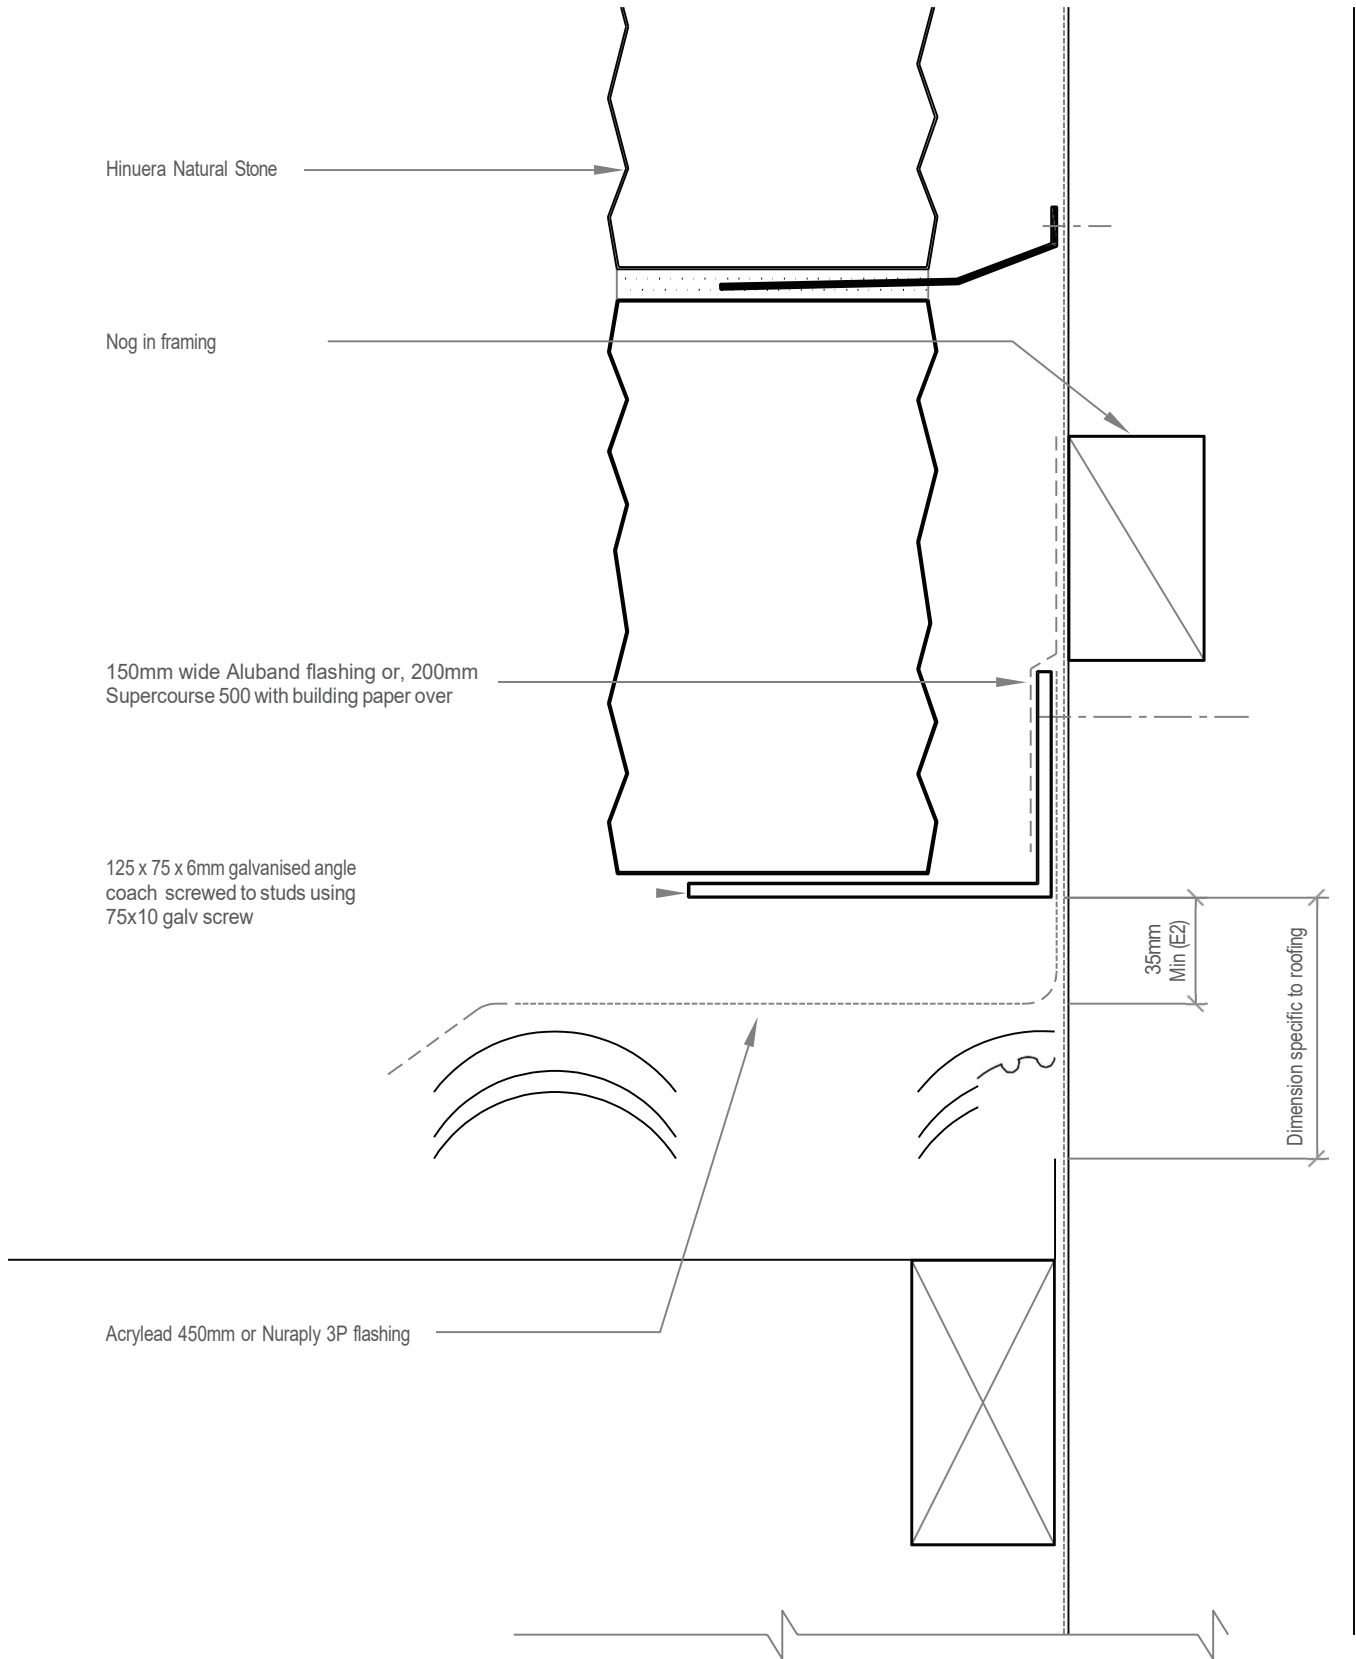 Hinuera Natural Stone
Nog in framing
150mm wide Aluband flashing or, 200mm
Supercourse 500 with building paper over
125 x 75 x 6mm galvanised angle
coach screwed to studs using
75x10 galv screw
35mm
Min (E2)
Dimension specific to roofing
Acrylead 450mm or Nuraply 3P flashing